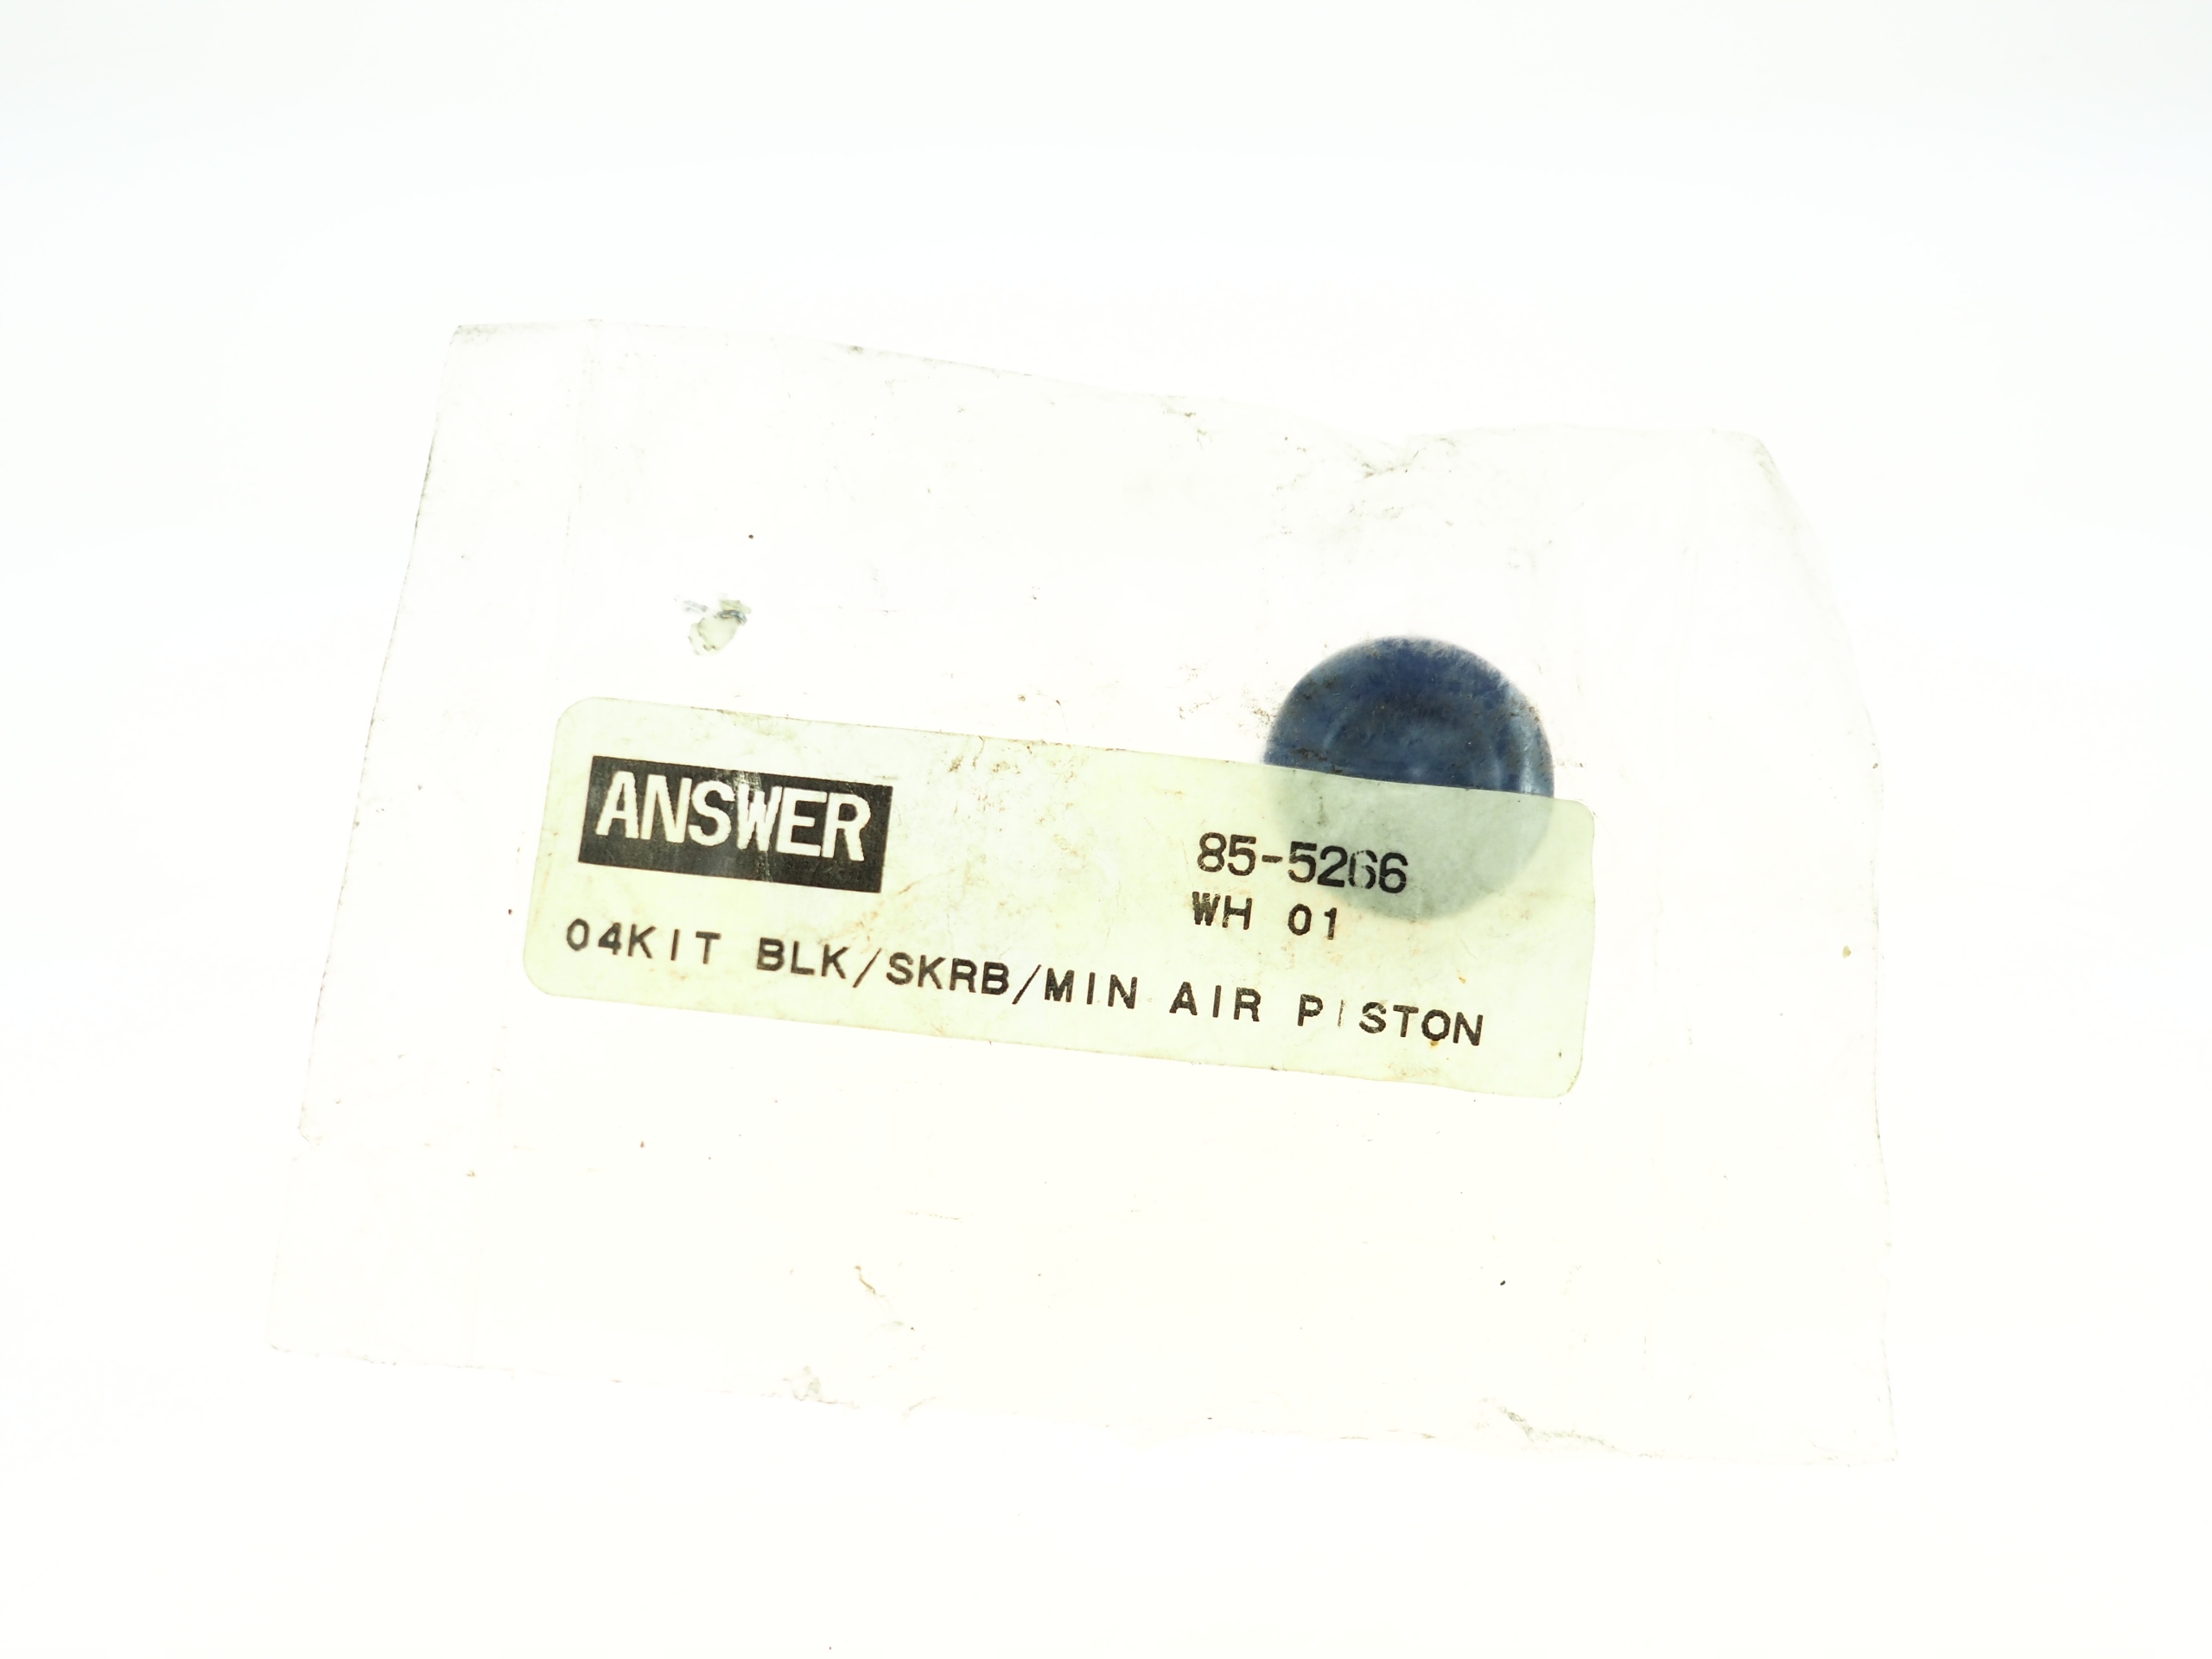 ANSWER
85-5266
WH 01
04KIT BLK/SKRB/MIN AIR PISTON